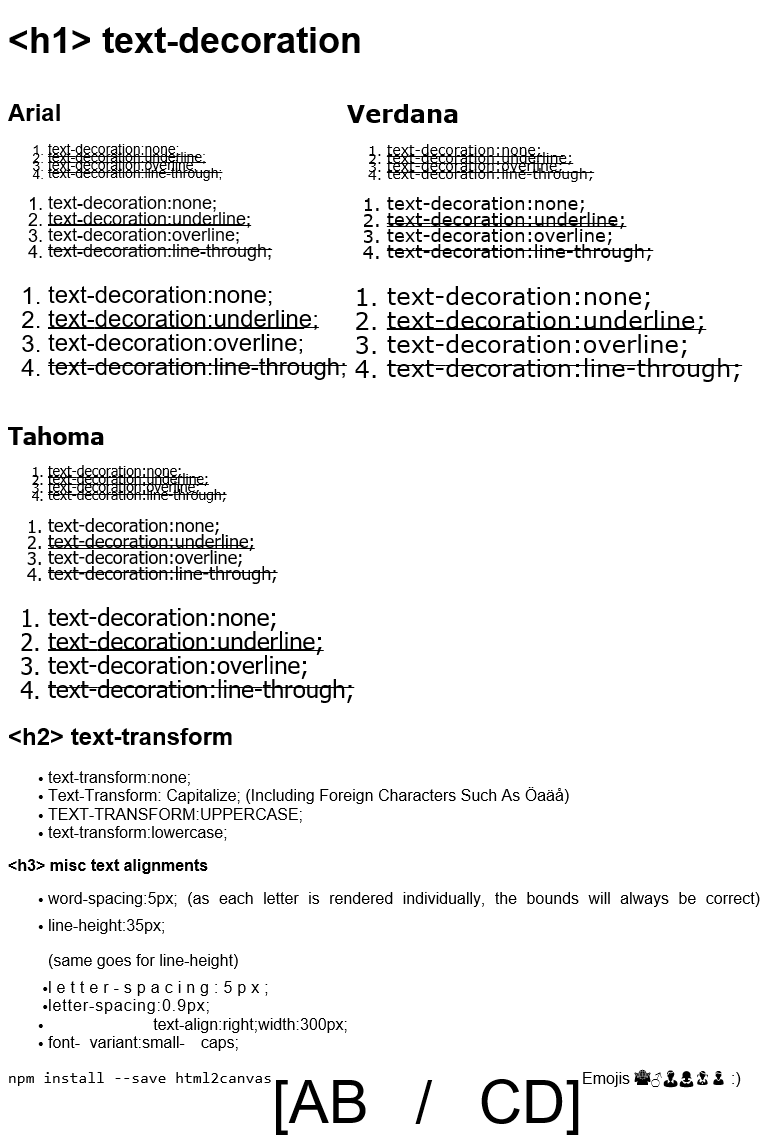 <h1> text-decoration
Arial
1. text-decoration:none;
2. text-decoration:underline;
3. text-decoration:overline;
4. text-decoration:line-through;
1. text-decoration:none;
2. text-decoration:underline;
3. text-decoration:overline;
4. text-decoration:line-through;
1. text-decoration:none;
2. text-decoration:underline;
3. text-decoration:overline;
4. text-decoration:line-through;
Verdana
1. text-decoration:none;
2. text-decoration:underline;
3. text-decoration:overline;
4. text-decoration:line-through;
1. text-decoration:none;
2. text-decoration:underline;
3. text-decoration:overline;
4. text-decoration:line-through;
1. text-decoration:none;
2. text-decoration:underline;
3. text-decoration:overline;
4. text-decoration:line-through;
Tahoma
1. text-decoration:none;
2. text-decoration:underline;
3. text-decoration:overline;
4. text-decoration:line-through;
1. text-decoration:none;
2. text-decoration:underline;
3. text-decoration:overline;
4. text-decoration:line-through;
1. text-decoration:none;
2. text-decoration:underline;
3. text-decoration:overline;
4. text-decoration:line-through;
<h2> text-transform
• text-transform:none;
• Text-Transform: Capitalize; (Including Foreign Characters Such As Öaäå)
• TEXT-TRANSFORM:UPPERCASE;
• text-transform:lowercase;
<h3> misc text alignments
• word-spacing:5px; (as each letter is rendered individually, the bounds will always be correct)
• line-height:35px;
(same goes for line-height)
•letter-spacing:5px;
•letter-spacing:0.9px;
• text-align:right;width:300px;
• font- variant:small- caps;
npm install --save html2canvas[AB / CD]Emojis :)